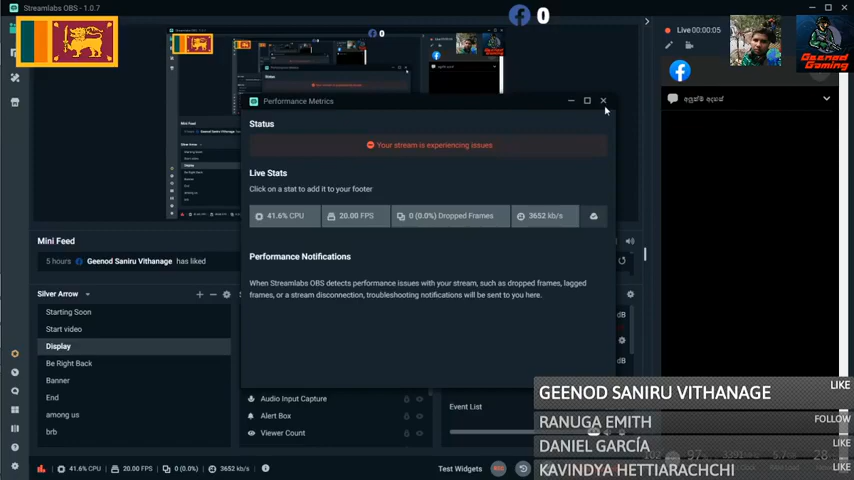 Streamlabs OBS - 1.0.7
0
0
Live 00:00:05
Geenod
Gaming
Performance Metrics
Status
Your stream is experiencing issues
Live Stats
Click on a stat to add it to your footer
41.6% CPU
20.00 FPS
0 (0.0%) Dropped Frames
3652 kb/s
Performance Notifications
When Streamlabs OBS detects performance issues with your stream, such as dropped frames, lagged
frames, or a stream disconnection, troubleshooting notifications will be sent to you here.
Mini Feed
5 hours Geenod Saniru Vithanage has liked
Silver Arrow
Starting Soon
Start video
Display
Be Right Back
Banner
End
among us
brb
dB
dB
Audio Input Capture
Alert Box
Viewer Count
Event List
GEENOD SANIRU VITHANAGE LIKE
RANUGA EMITH FOLLOW
DANIEL GARCÍA LIKE
KAVINDYA HETTIARACHCHI LIKE
41.6% CPU 20.00 FPS 0 (0.0%) 3652 kb/s
Test Widgets REC